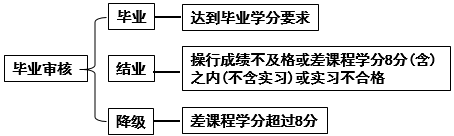 毕业
达到毕业学分要求
毕业审核
结业
操行成绩不及格或差课程学分8分(含)
之内(不含实习)或实习不合格
降级
差课程学分超过8分